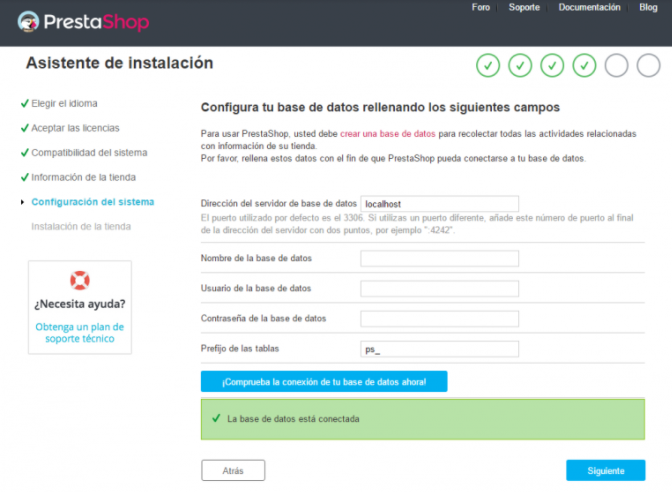 Foro Soporte Documentación Blog
PrestaShop
Asistente de instalación
Elegir el idioma
Aceptar las licencias
Compatibilidad del sistema
Información de la tienda
Configuración del sistema
Instalación de la tienda
¿Necesita ayuda?
Obtenga un plan de
soporte técnico
Configura tu base de datos rellenando los siguientes campos
Para usar PrestaShop, usted debe crear una base de datos para recolectar todas las actividades relacionadas
con información de su tienda.
Por favor, rellena estos datos con el fin de que PrestaShop pueda conectarse a tu base de datos.
Dirección del servidor de base de datos localhost
El puerto utilizado por defecto es el 3306. Si utilizas un puerto diferente, añade este número de puerto al final
de la dirección del servidor con dos puntos, por ejemplo ":4242".
Nombre de la base de datos
Usuario de la base de datos
Contraseña de la base de datos
Prefijo de las tablas ps_
¡Comprueba la conexión de tu base de datos ahora!
La base de datos está conectada
Atrás Siguiente